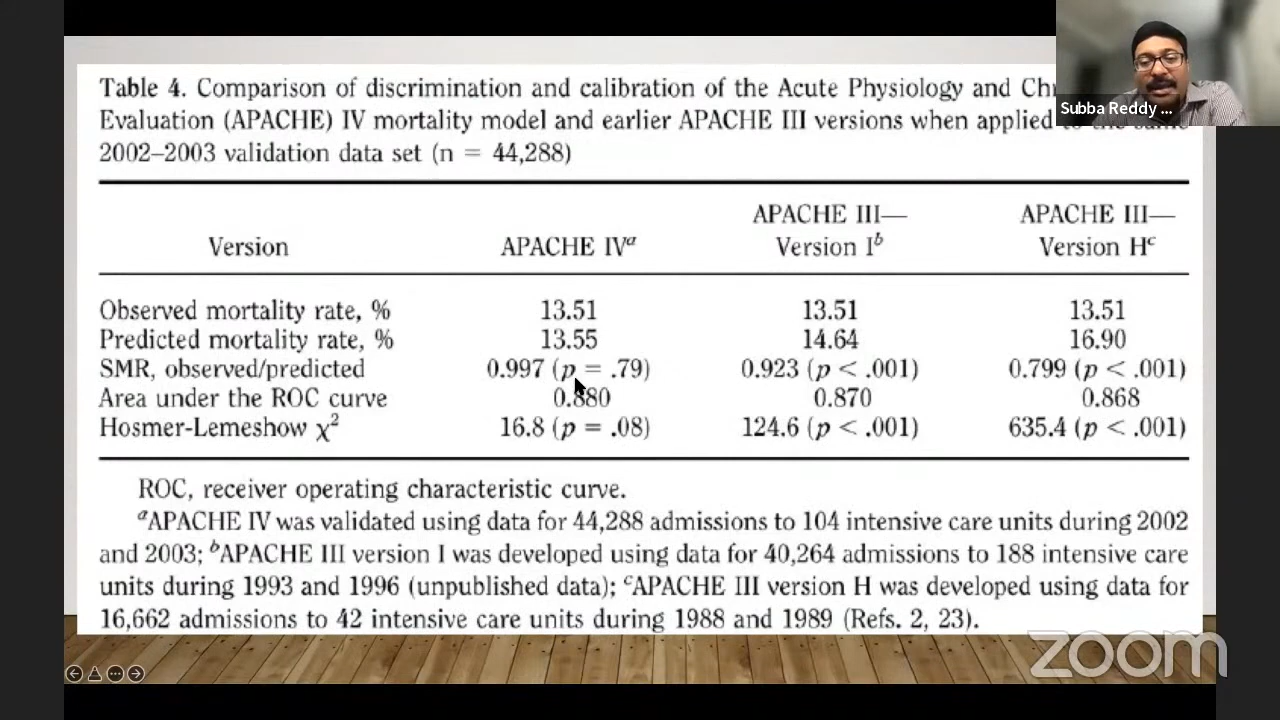 Table 4. Comparison of discrimination and calibration of the Acute Physiology and
Evaluation (APACHE) IV mortality model and earlier APACHE III versions when applied to the same
2002–2003 validation data set (n = 44,288)
Version APACHE IVᵃ APACHE III— Version Iᵇ APACHE III— Version Hᶜ
Observed mortality rate, % 13.51 13.51 13.51
Predicted mortality rate, % 13.55 14.64 16.90
SMR, observed/predicted 0.997 (p = .79) 0.923 (p < .001) 0.799 (p < .001)
Area under the ROC curve 0.880 0.870 0.868
Hosmer-Lemeshow χ² 16.8 (p = .08) 124.6 (p < .001) 635.4 (p < .001)
ROC, receiver operating characteristic curve.
ᵃAPACHE IV was validated using data for 44,288 admissions to 104 intensive care units during 2002
and 2003; ᵇAPACHE III version I was developed using data for 40,264 admissions to 188 intensive care
units during 1993 and 1996 (unpublished data); ᶜAPACHE III version H was developed using data for
16,662 admissions to 42 intensive care units during 1988 and 1989 (Refs. 2, 23).
Subba Reddy ...
zoom